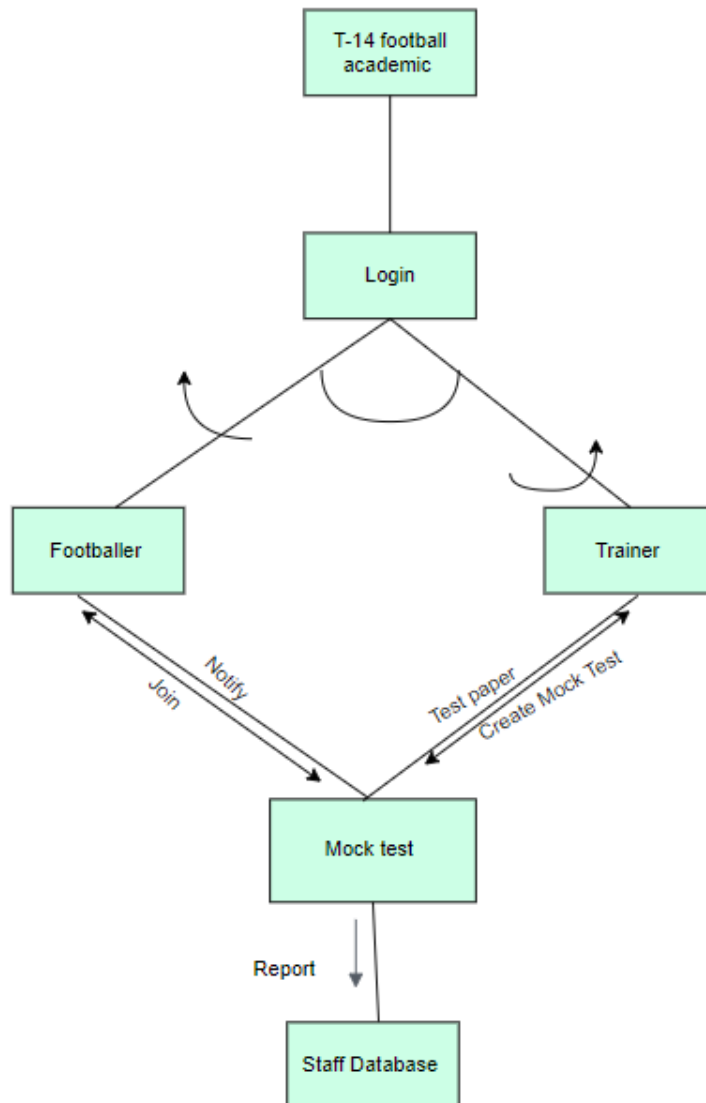 T-14 football
academic
Login
Footballer
Trainer
Notify
Join
Test paper
Create Mock Test
Mock test
Report
Staff Database